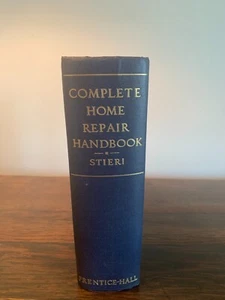 COMPLETE
HOME
REPAIR
HANDBOOK
STIERI
PRENTICE-HALL